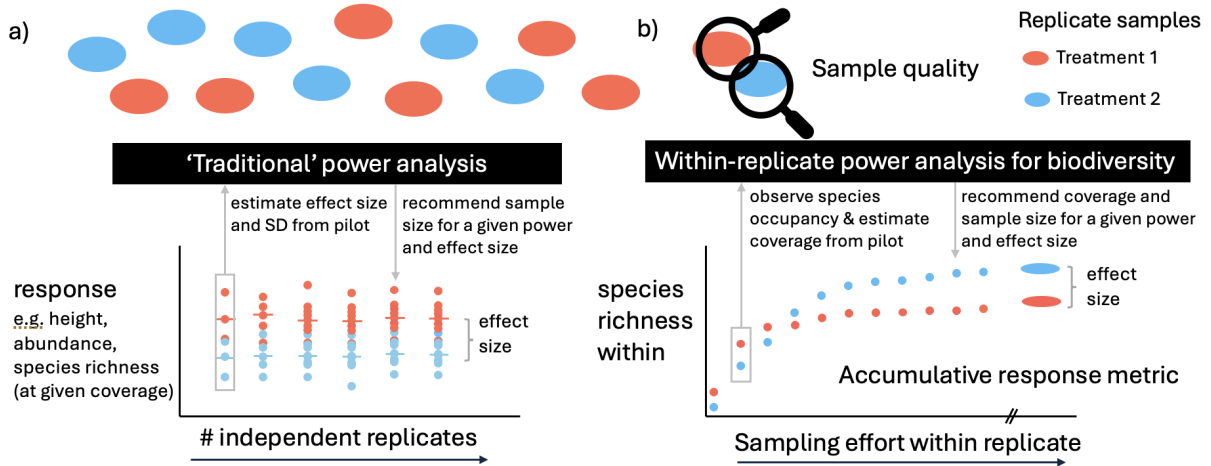 a)
'Traditional' power analysis
estimate effect size
and SD from pilot
recommend sample
size for a given power
and effect size
response
e.g. height,
abundance,
species richness
(at given coverage)
effect
size
# independent replicates
b)
Sample quality
Replicate samples
Treatment 1
Treatment 2
Within-replicate power analysis for biodiversity
observe species
occupancy & estimate
coverage from pilot
recommend coverage and
sample size for a given power
and effect size
species
richness
within
effect
size
Accumulative response metric
Sampling effort within replicate